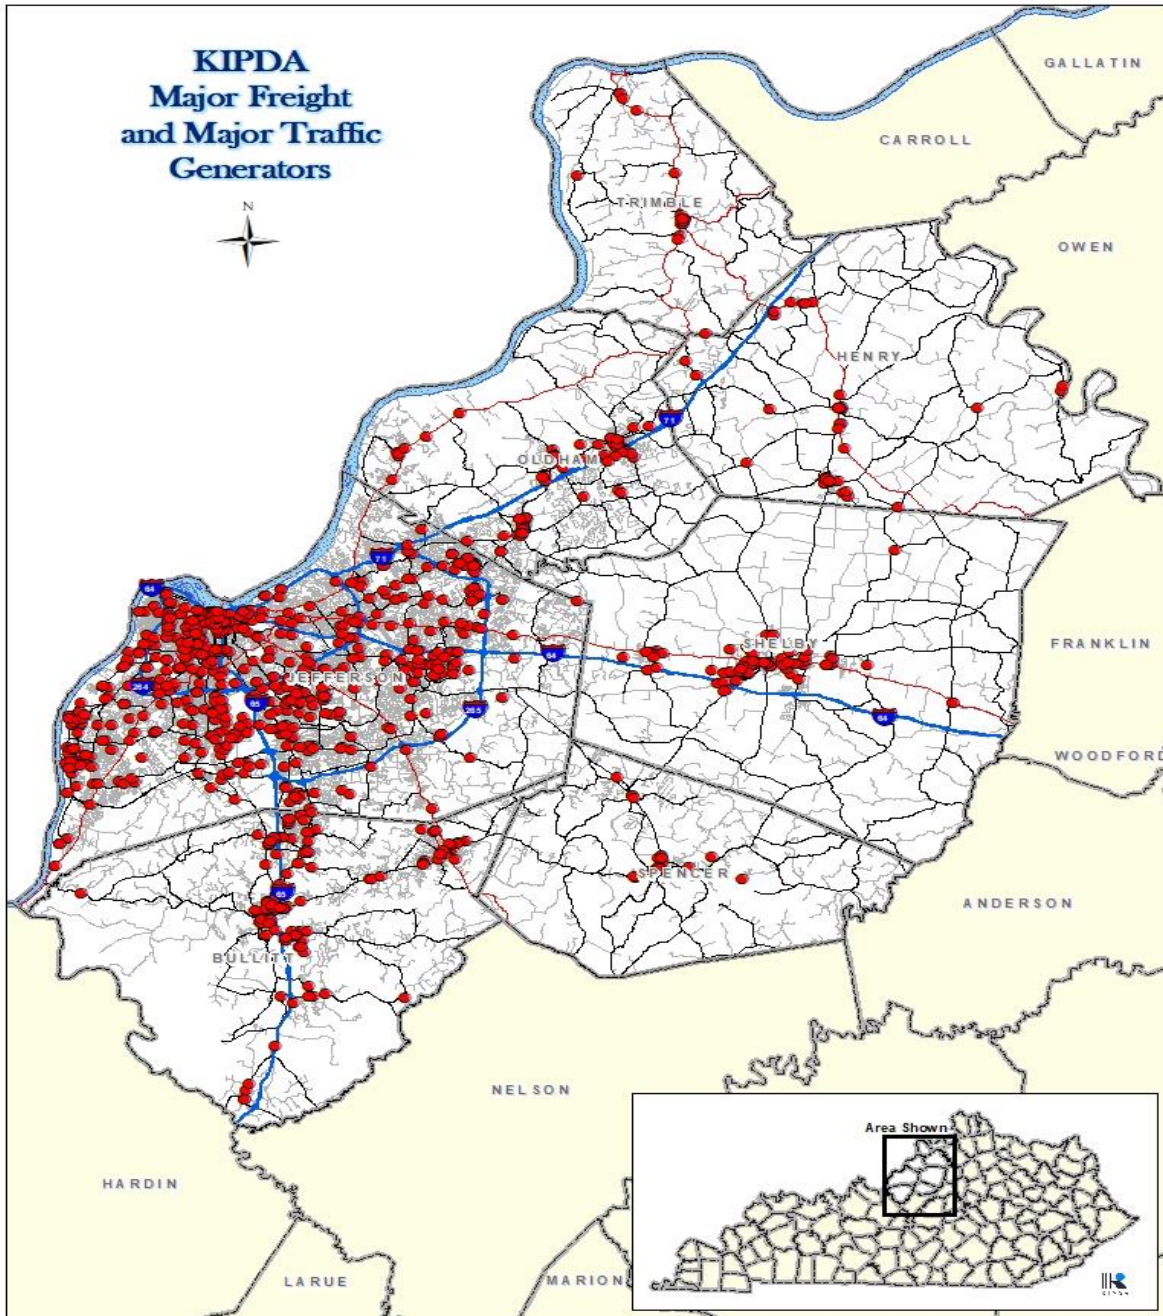 KIPDA
Major Freight
and Major Traffic
Generators
N
GALLATIN
CARROLL
TRIMBLE
OWEN
HENRY
71
OLDHAM
71
64
SHELBY
FRANKLIN
64
JEFFERSON
264
65
265
64
WOODFORD
SPENCER
65
ANDERSON
BULLITT
NELSON
Area Shown
HARDIN
LARUE
MARION